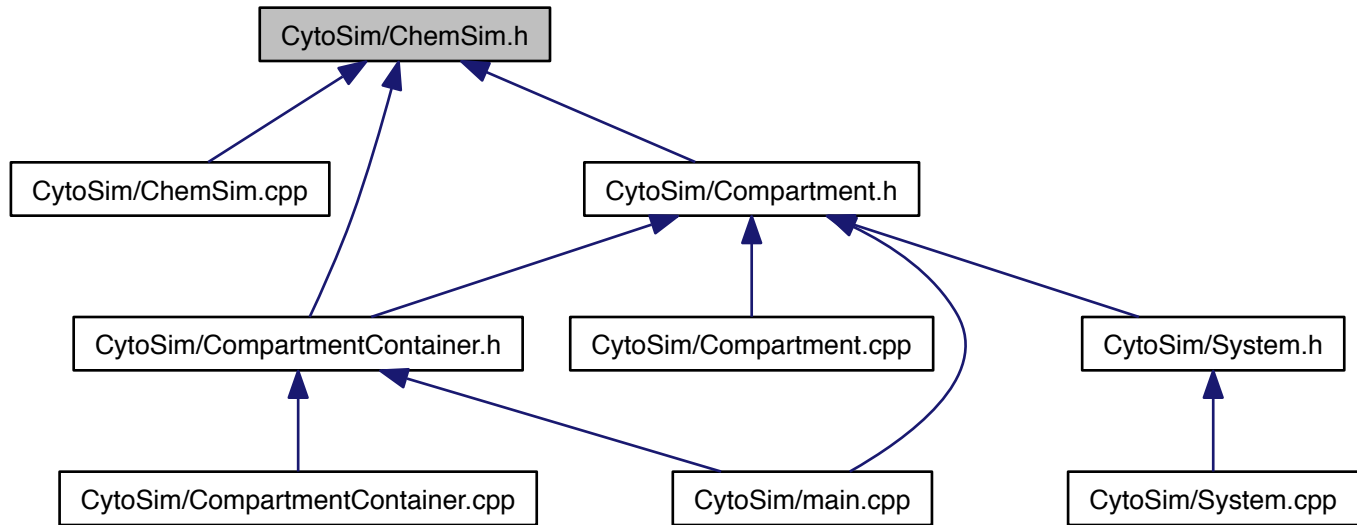 CytoSim/ChemSim.h
CytoSim/ChemSim.cpp
CytoSim/Compartment.h
CytoSim/CompartmentContainer.h
CytoSim/Compartment.cpp
CytoSim/System.h
CytoSim/CompartmentContainer.cpp
CytoSim/main.cpp
CytoSim/System.cpp